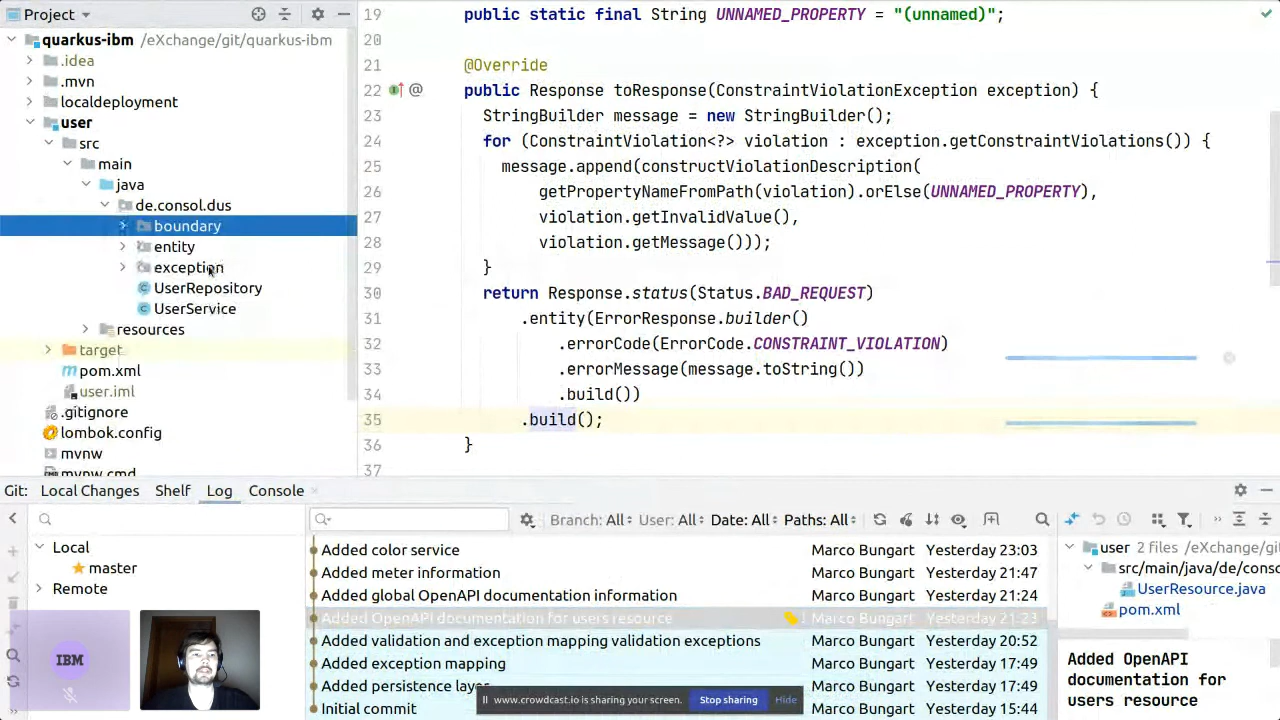 Project
quarkus-ibm /eXchange/git/quarkus-ibm
.idea
.mvn
localdeployment
user
src
main
java
de.consol.dus
boundary
entity
exception
UserRepository
UserService
resources
target
pom.xml
user.iml
.gitignore
lombok.config
mvnw
mvnw.cmd
19 public static final String UNNAMED_PROPERTY = "(unnamed)";
20
21 @Override
22 @ public Response toResponse(ConstraintViolationException exception) {
23 StringBuilder message = new StringBuilder();
24 for (ConstraintViolation<?> violation : exception.getConstraintViolations()) {
25 message.append(constructViolationDescription(
26 getPropertyNameFromPath(violation).orElse(UNNAMED_PROPERTY),
27 violation.getInvalidValue(),
28 violation.getMessage()));
29 }
30 return Response.status(Status.BAD_REQUEST)
31 .entity(ErrorResponse.builder()
32 .errorCode(ErrorCode.CONSTRAINT_VIOLATION)
33 .errorMessage(message.toString())
34 .build())
35 .build();
36 }
37
Git: Local Changes Shelf Log Console
Branch: All User: All Date: All Paths: All
Local
master
Remote
Added color service Marco Bungart Yesterday 23:03
Added meter information Marco Bungart Yesterday 21:47
Added global OpenAPI documentation information Marco Bungart Yesterday 21:24
Added OpenAPI documentation for users resource Marco Bungart Yesterday 21:23
Added validation and exception mapping validation exceptions Marco Bungart Yesterday 20:52
Added exception mapping Marco Bungart Yesterday 17:49
Added persistence layer Marco Bungart Yesterday 17:49
Initial commit Marco Bungart Yesterday 15:44
user 2 files /eXchange/git
src/main/java/de/conso
UserResource.java
pom.xml
Added OpenAPI
documentation for
users resource
IBM
www.crowdcast.io is sharing your screen. Stop sharing Hide